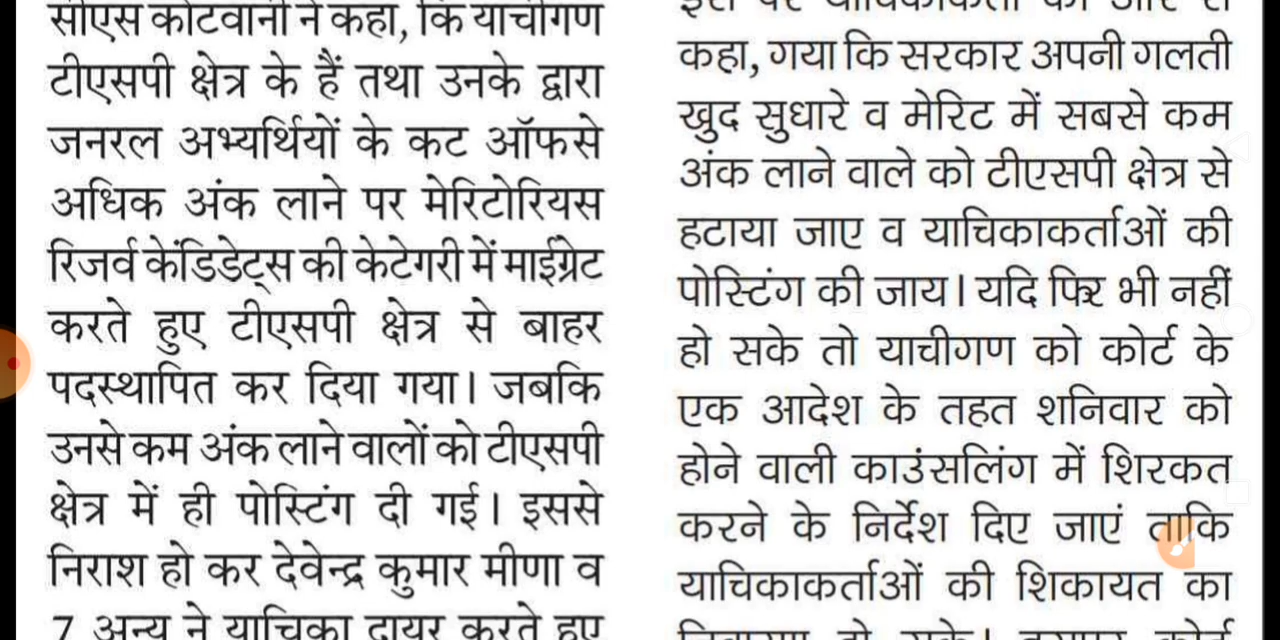 सीएस कोटवानी ने कहा, कि याचीगण
टीएसपी क्षेत्र के हैं तथा उनके द्वारा
जनरल अभ्यर्थियों के कट ऑफसे
अधिक अंक लाने पर मेरिटोरियस
रिजर्व केंडिडेट्स की केटेगरी में माईग्रेट
करते हुए टीएसपी क्षेत्र से बाहर
पदस्थापित कर दिया गया। जबकि
उनसे कम अंक लाने वालों को टीएसपी
क्षेत्र में ही पोस्टिंग दी गई। इससे
निराश हो कर देवेन्द्र कुमार मीणा व
7 अन्य ने याचिका दायर करते हुए
कहा, गया कि सरकार अपनी गलती
खुद सुधारे व मेरिट में सबसे कम
अंक लाने वाले को टीएसपी क्षेत्र से
हटाया जाए व याचिकाकर्ताओं की
पोस्टिंग की जाय। यदि फिर भी नहीं
हो सके तो याचीगण को कोर्ट के
एक आदेश के तहत शनिवार को
होने वाली काउंसलिंग में शिरकत
करने के निर्देश दिए जाएं ताकि
याचिकाकर्ताओं की शिकायत का